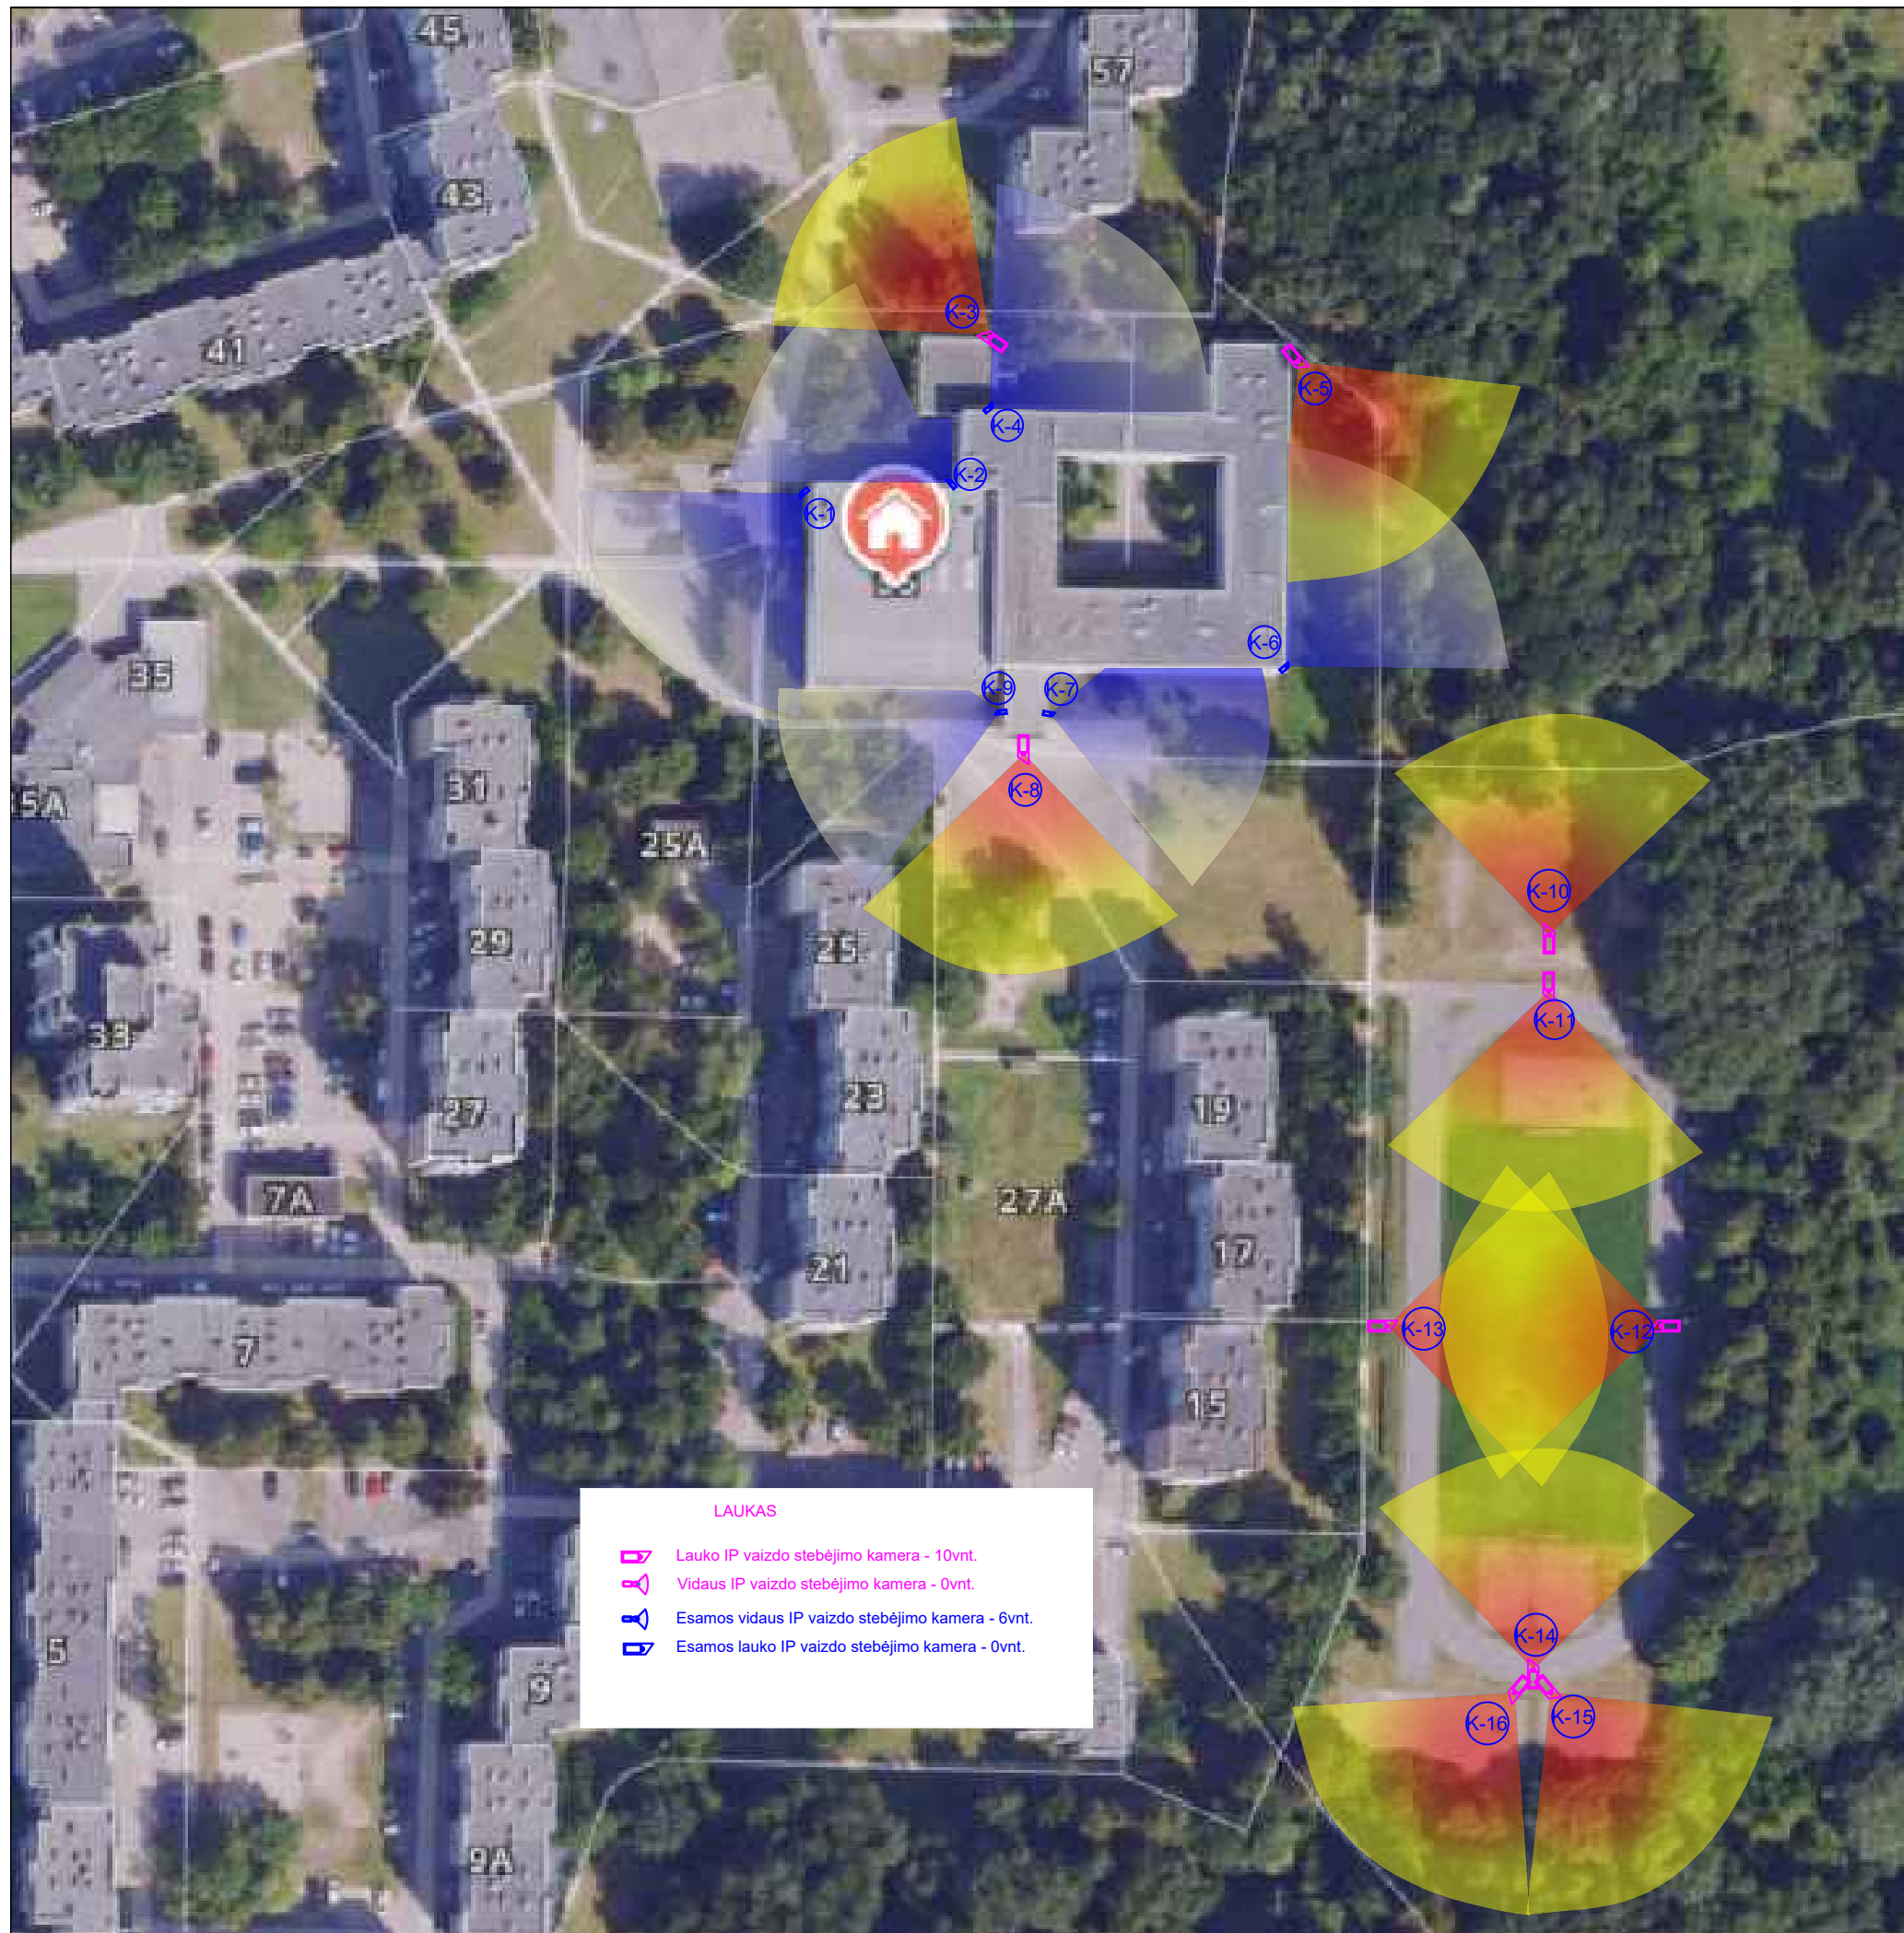 45
57
43
K-3
41
K-5
K-4
K-2
K-1
K-6
35
K-9
K-7
31
K-8
25A
K-10
29
25
K-11
33
23
19
27
7A
27A
17
21
K-13
K-12
7
15
LAUKAS
Lauko IP vaizdo stebėjimo kamera - 10vnt.
Vidaus IP vaizdo stebėjimo kamera - 0vnt.
Esamos vidaus IP vaizdo stebėjimo kamera - 6vnt.
Esamos lauko IP vaizdo stebėjimo kamera - 0vnt.
K-14
5
9
K-16
K-15
9A